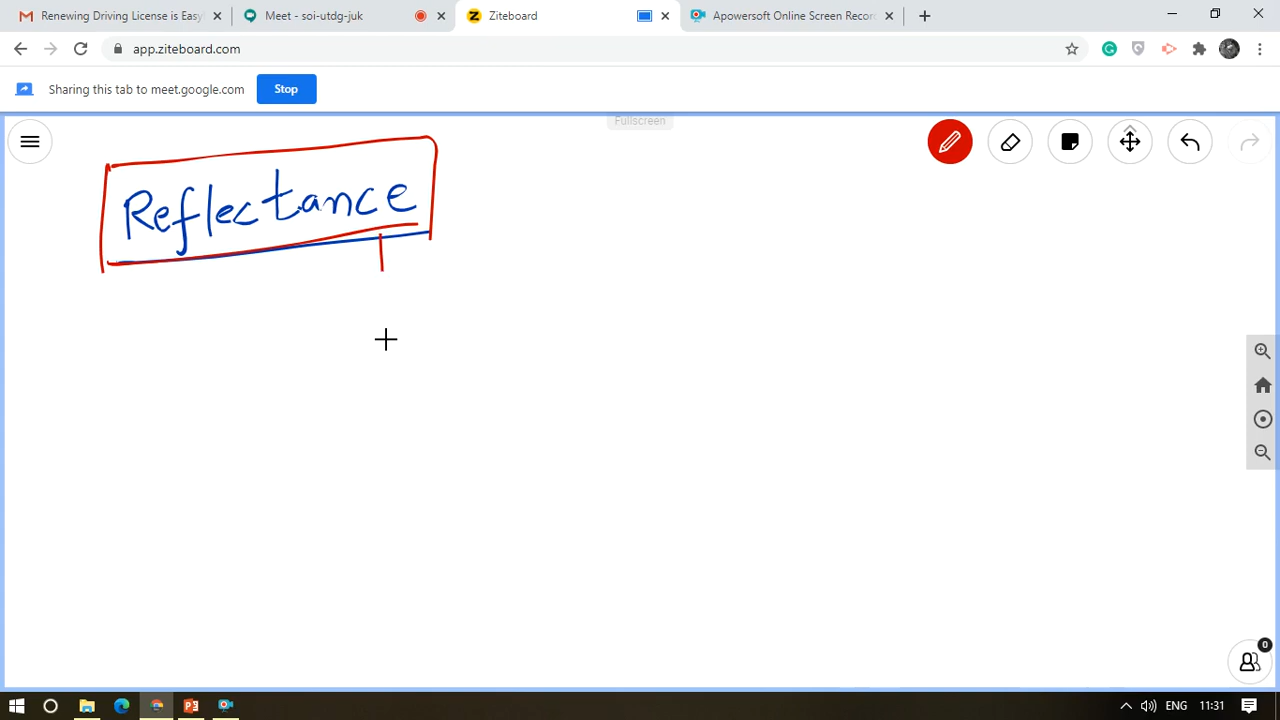 Renewing Driving License is Easy
Meet - soi-utdg-juk
Ziteboard
Apowersoft Online Screen Recor
app.ziteboard.com
Sharing this tab to meet.google.com
Stop
Fullscreen
Reflectance
0
ENG
11:31